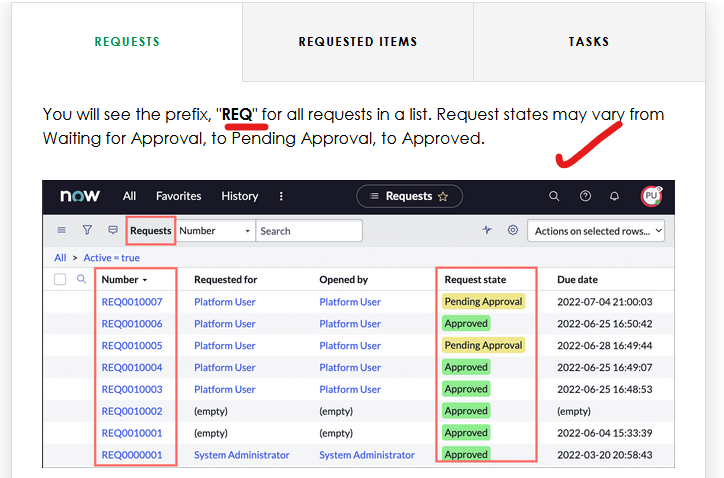 REQUESTS
REQUESTED ITEMS
TASKS
You will see the prefix, "REQ" for all requests in a list. Request states may vary from
Waiting for Approval, to Pending Approval, to Approved.
now All Favorites History Requests PU
Requests Number Search Actions on selected rows...
All > Active = true
Number Requested for Opened by Request state Due date
REQ0010007 Platform User Platform User Pending Approval 2022-07-04 21:00:03
REQ0010006 Platform User Platform User Approved 2022-06-25 16:50:42
REQ0010005 Platform User Platform User Pending Approval 2022-06-28 16:49:44
REQ0010004 Platform User Platform User Approved 2022-06-25 16:49:07
REQ0010003 Platform User Platform User Approved 2022-06-25 16:48:53
REQ0010002 (empty) (empty) Approved (empty)
REQ0010001 (empty) (empty) Approved 2022-06-04 15:33:39
REQ0000001 System Administrator System Administrator Approved 2022-03-20 20:58:43